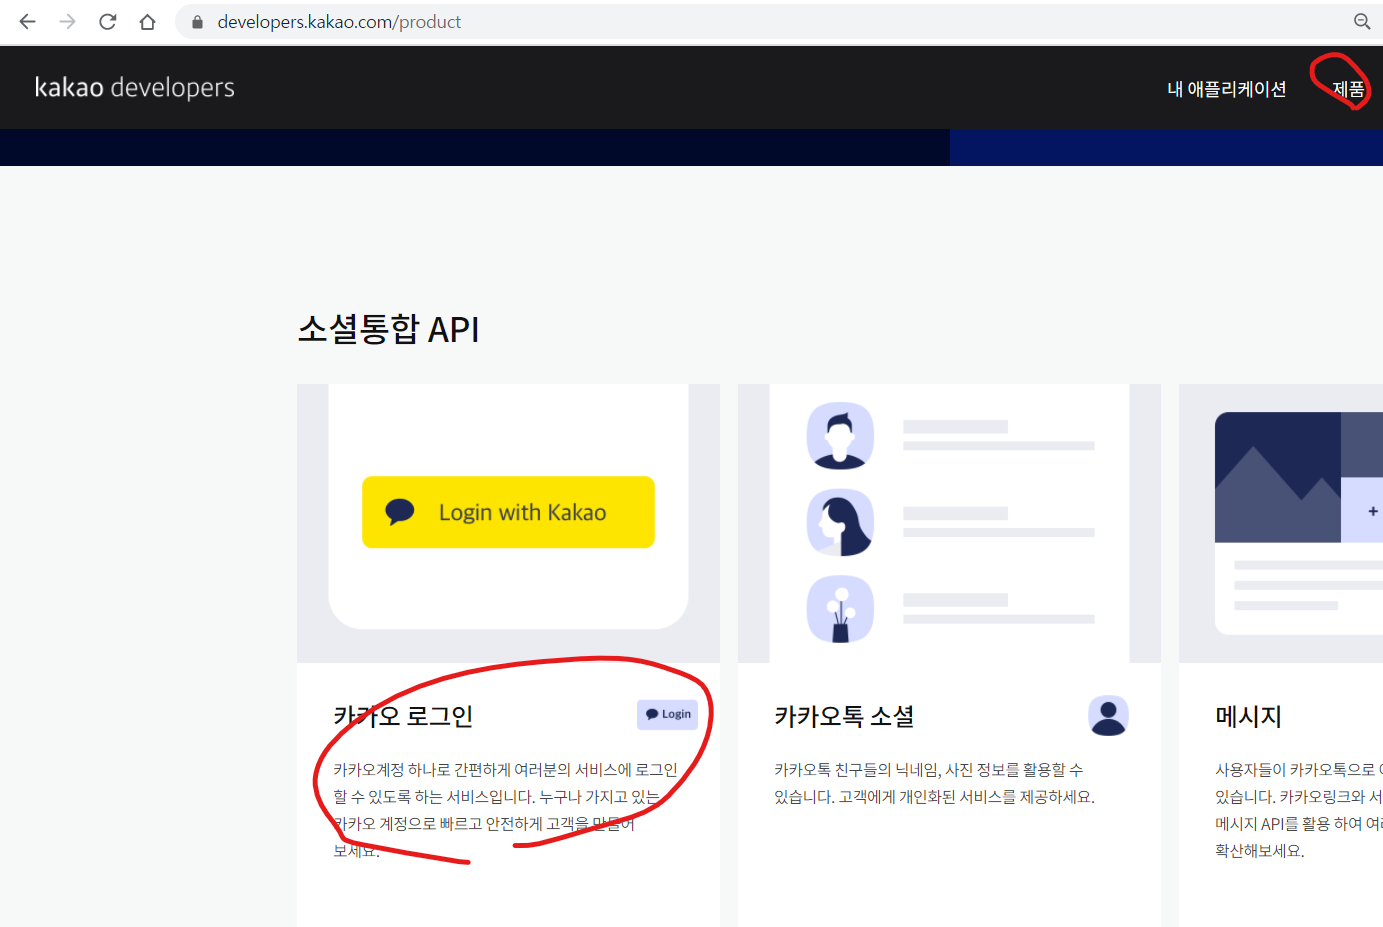 developers.kakao.com/product
kakao developers
내 애플리케이션
제품
소셜통합 API
Login with Kakao
+
카카오 로그인
Login
카카오계정 하나로 간편하게 여러분의 서비스에 로그인
할 수 있도록 하는 서비스입니다. 누구나 가지고 있는
카카오 계정으로 빠르고 안전하게 고객을 만들어
보세요.
카카오톡 소셜
카카오톡 친구들의 닉네임, 사진 정보를 활용할 수
있습니다. 고객에게 개인화된 서비스를 제공하세요.
메시지
사용자들이 카카오톡으로
있습니다. 카카오링크와
메시지 API를 활용 하여
확산해보세요.